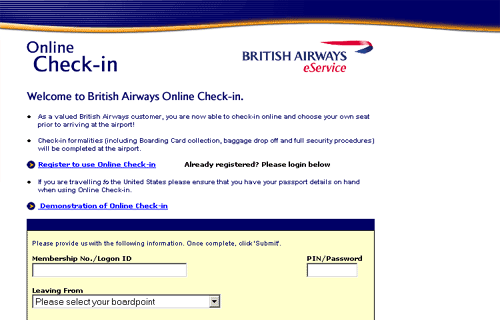 Online
Check-in
BRITISH AIRWAYS
eService
Welcome to British Airways Online Check-in.
As a valued British Airways customer, you are now able to check-in online and choose your own seat
prior to arriving at the airport!
Check-in formalities (including Boarding Card collection, baggage drop off and full security procedures)
will be completed at the airport.
Register to use Online Check-in Already registered? Please login below
If you are travelling to the United States please ensure that you have your passport details on hand
when using Online Check-in.
Demonstration of Online Check-in
Please provide us with the following information. Once complete, click 'Submit'.
Membership No./Logon ID PIN/Password
Leaving From
Please select your boardpoint